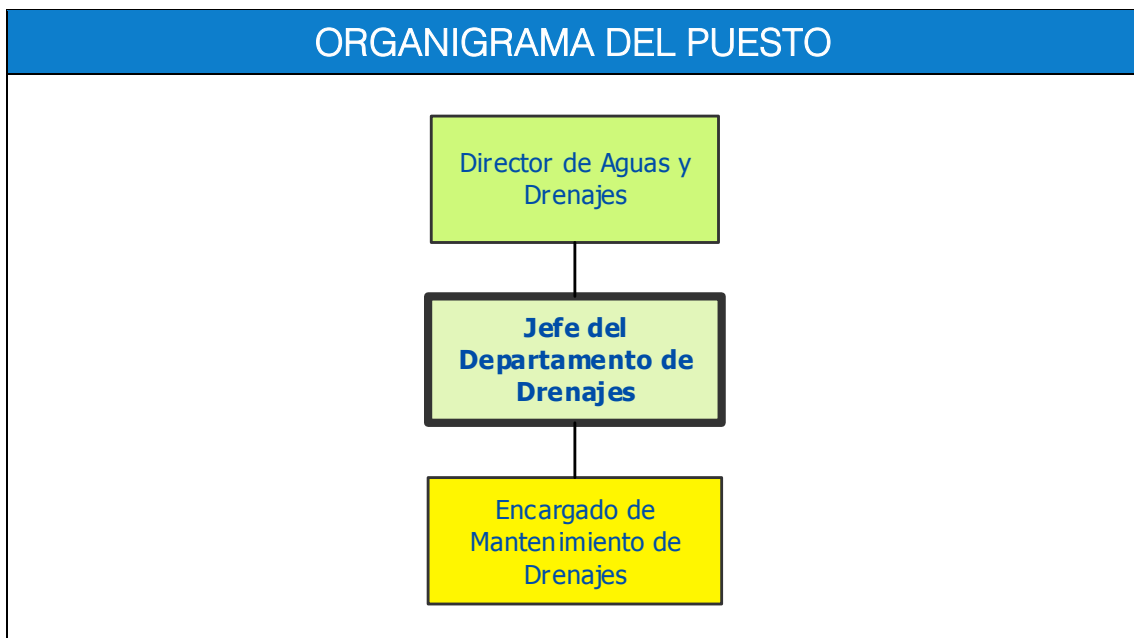 ORGANIGRAMA DEL PUESTO
Director de Aguas y
Drenajes
Jefe del
Departamento de
Drenajes
Encargado de
Mantenimiento de
Drenajes